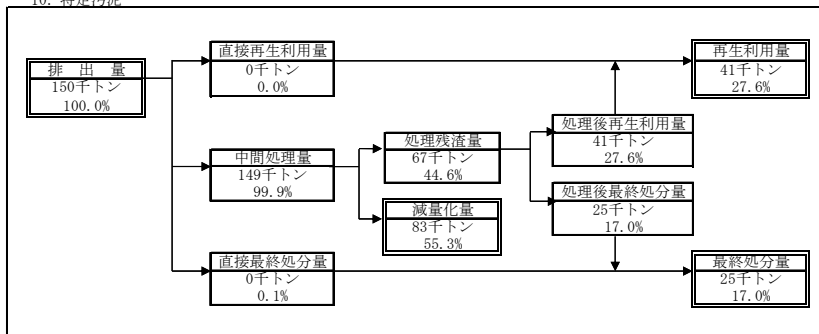 10. 特定汚泥
直接再生利用量
0千トン
0.0%
再生利用量
41千トン
27.6%
排 出 量
150千トン
100.0%
処理後再生利用量
41千トン
27.6%
処理残渣量
67千トン
44.6%
中間処理量
149千トン
99.9%
処理後最終処分量
25千トン
17.0%
減量化量
83千トン
55.3%
直接最終処分量
0千トン
0.1%
最終処分量
25千トン
17.0%